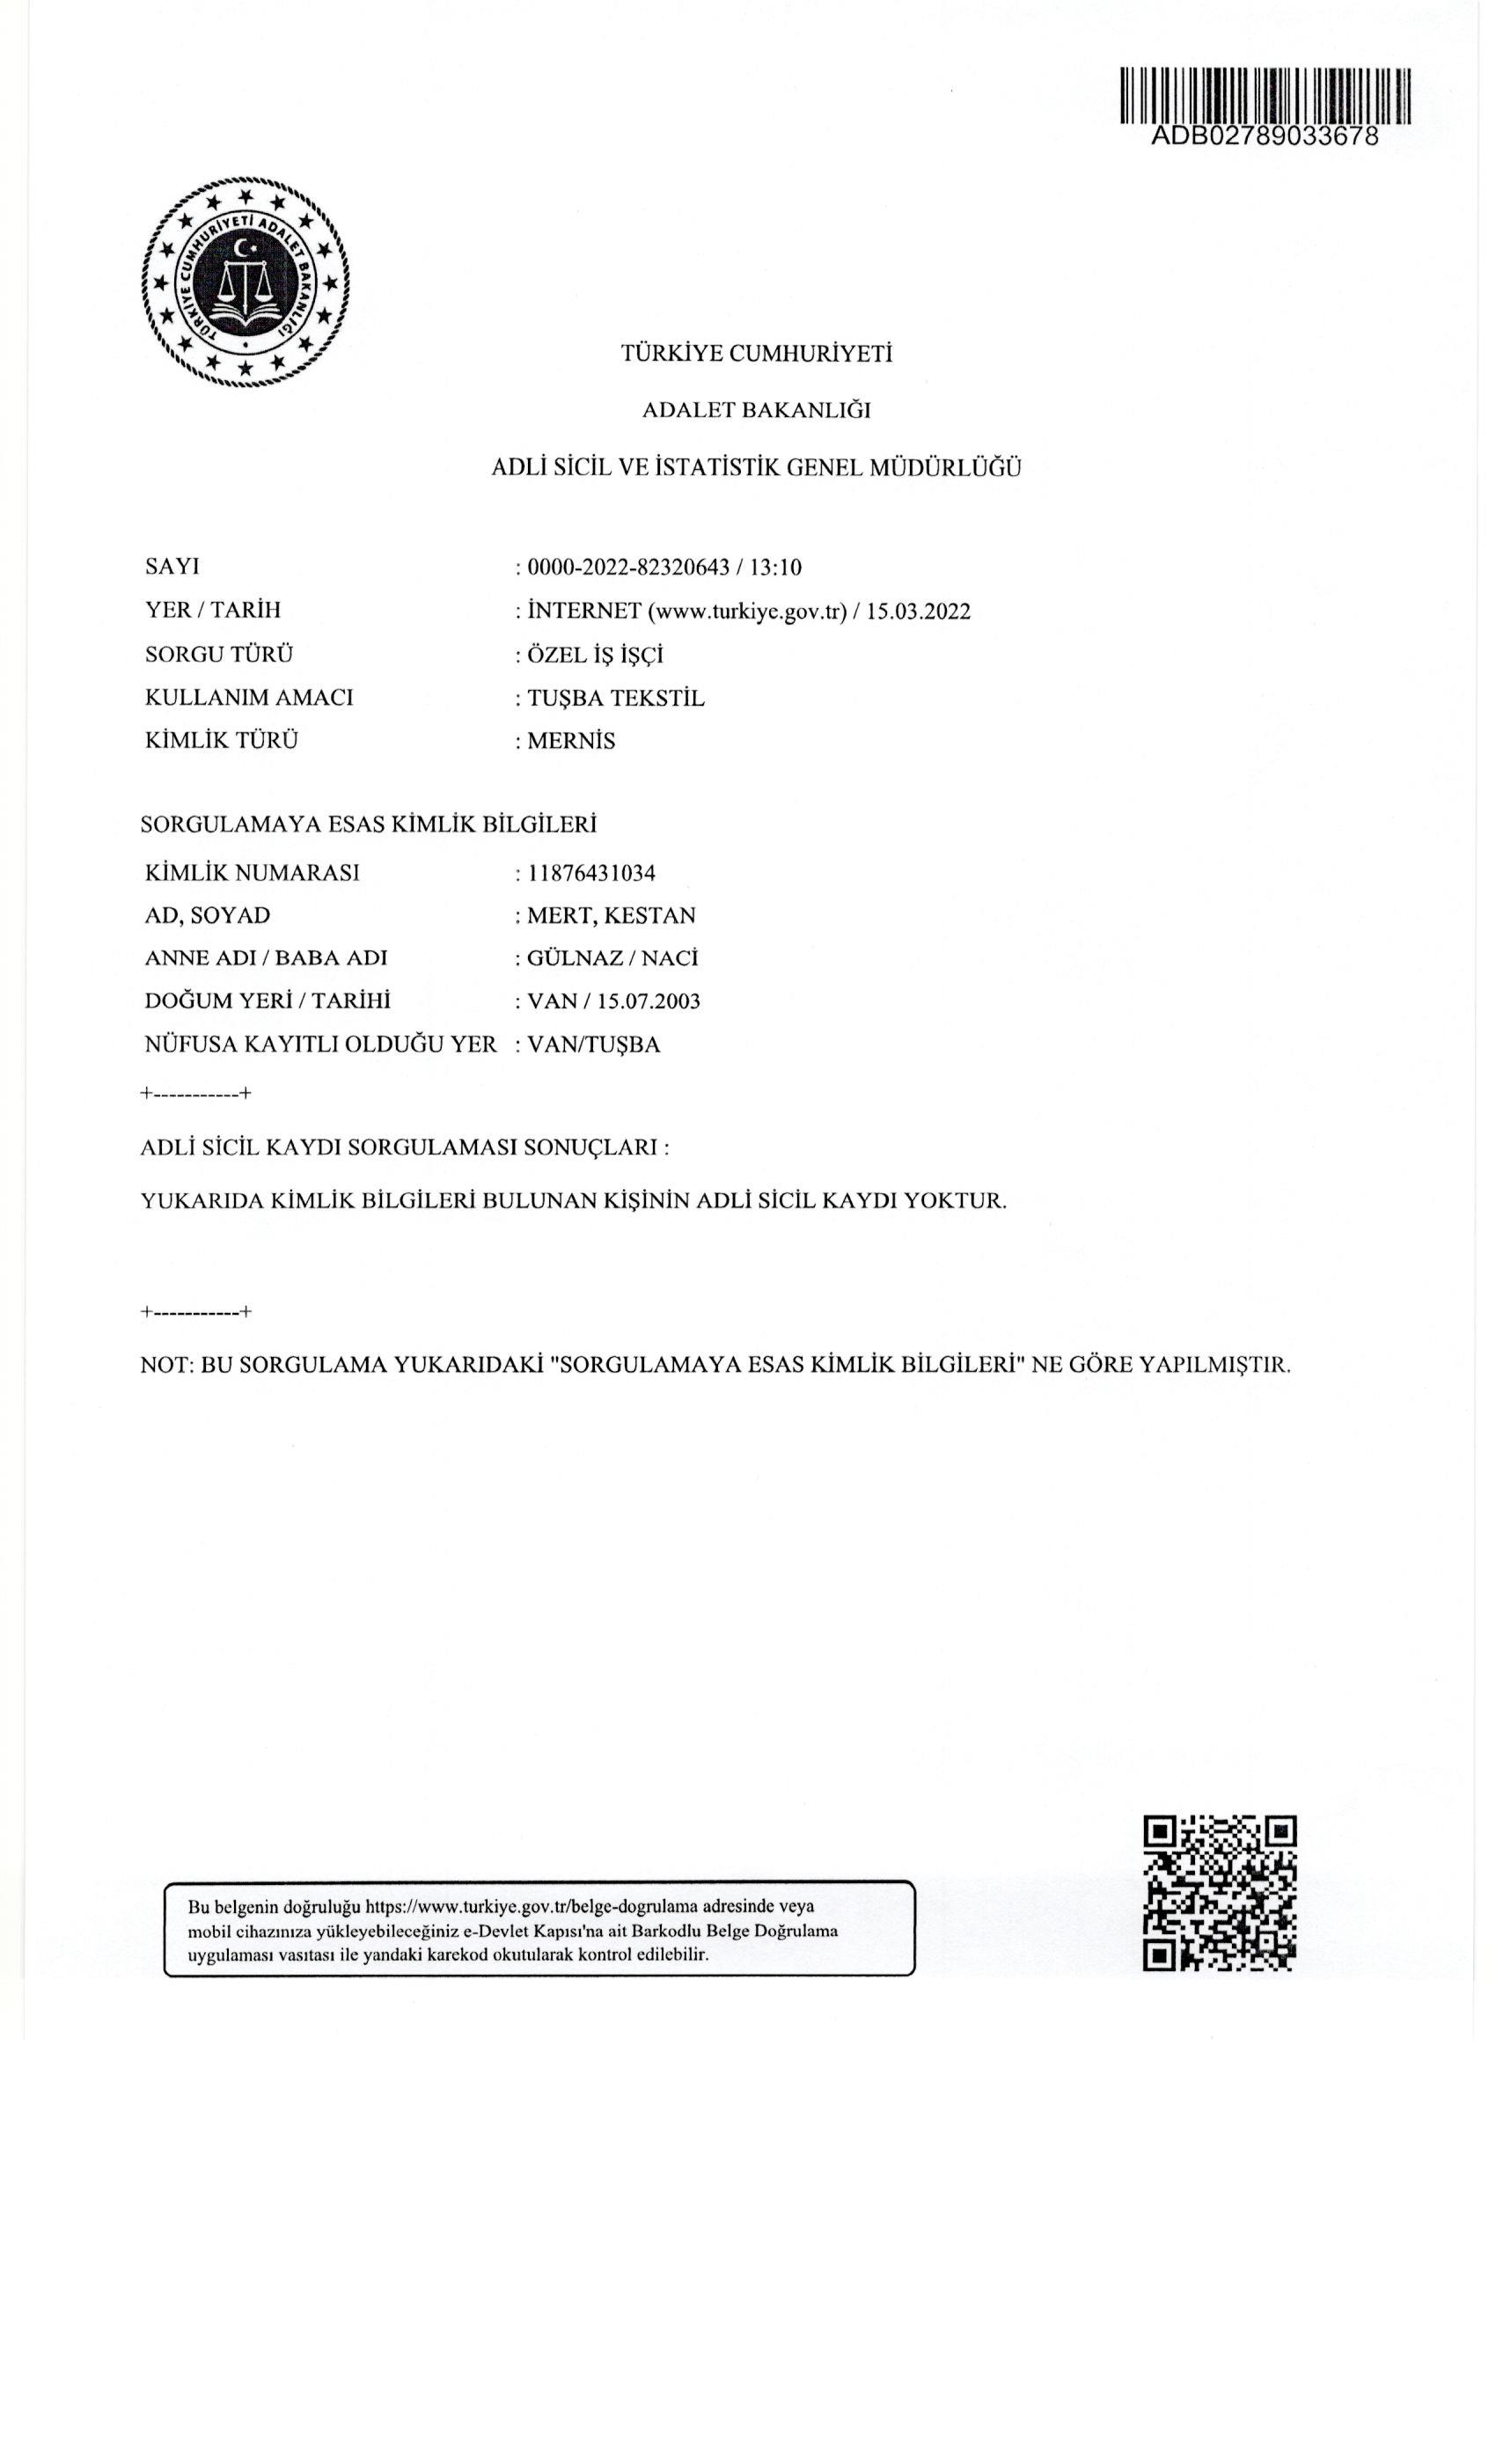 ADB02789033678
TÜRKİYE CUMHURİYETİ ADALET BAKANLIĞI
TÜRKİYE CUMHURİYETİ
ADALET BAKANLIĞI
ADLİ SİCİL VE İSTATİSTİK GENEL MÜDÜRLÜĞÜ
SAYI : 0000-2022-82320643 / 13:10
YER / TARİH : İNTERNET (www.turkiye.gov.tr) / 15.03.2022
SORGU TÜRÜ : ÖZEL İŞ İŞÇİ
KULLANIM AMACI : TUŞBA TEKSTİL
KİMLİK TÜRÜ : MERNİS
SORGULAMAYA ESAS KİMLİK BİLGİLERİ
KİMLİK NUMARASI : 11876431034
AD, SOYAD : MERT, KESTAN
ANNE ADI / BABA ADI : GÜLNAZ / NACİ
DOĞUM YERİ / TARİHİ : VAN / 15.07.2003
NÜFUSA KAYITLI OLDUĞU YER : VAN/TUŞBA
+-----------+
ADLİ SİCİL KAYDI SORGULAMASI SONUÇLARI :
YUKARIDA KİMLİK BİLGİLERİ BULUNAN KİŞİNİN ADLİ SİCİL KAYDI YOKTUR.
+-----------+
NOT: BU SORGULAMA YUKARIDAKİ "SORGULAMAYA ESAS KİMLİK BİLGİLERİ" NE GÖRE YAPILMIŞTIR.
Bu belgenin doğruluğu https://www.turkiye.gov.tr/belge-dogrulama adresinde veya
mobil cihazınıza yükleyebileceğiniz e-Devlet Kapısı'na ait Barkodlu Belge Doğrulama
uygulaması vasıtası ile yandaki karekod okutularak kontrol edilebilir.